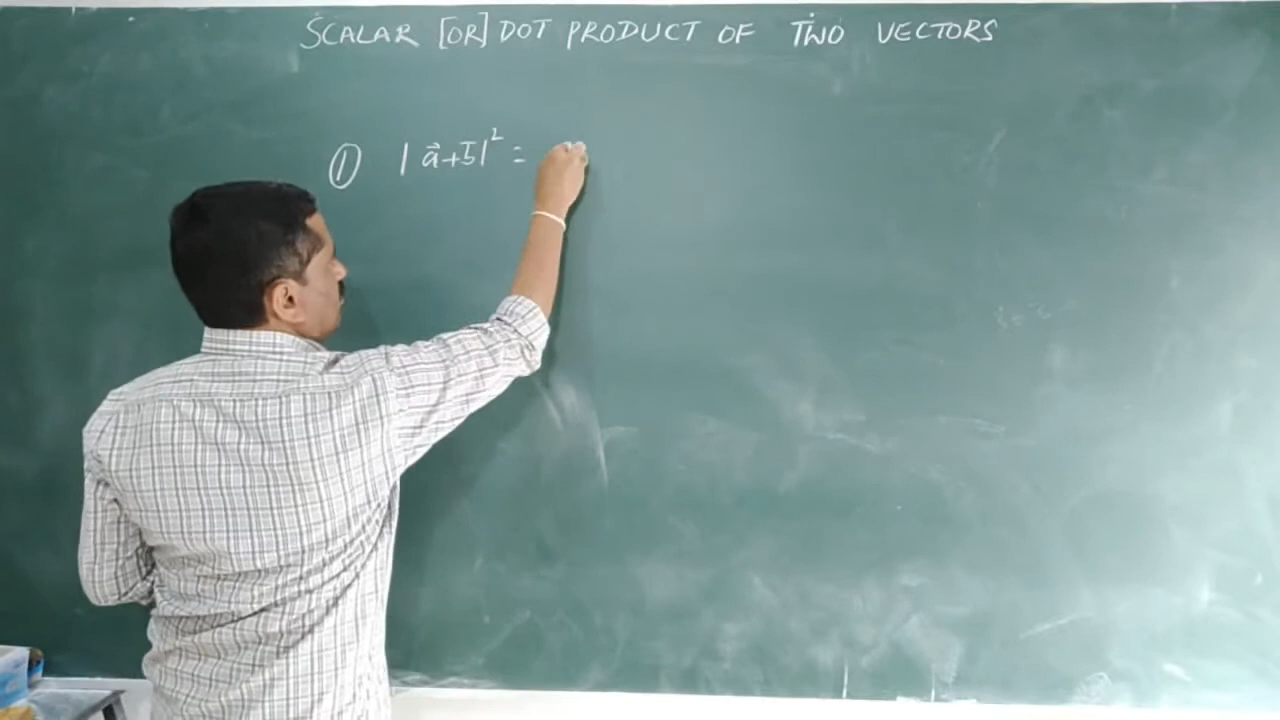 SCALAR [OR] DOT PRODUCT OF TWO VECTORS
① |a⃗+b⃗|² =